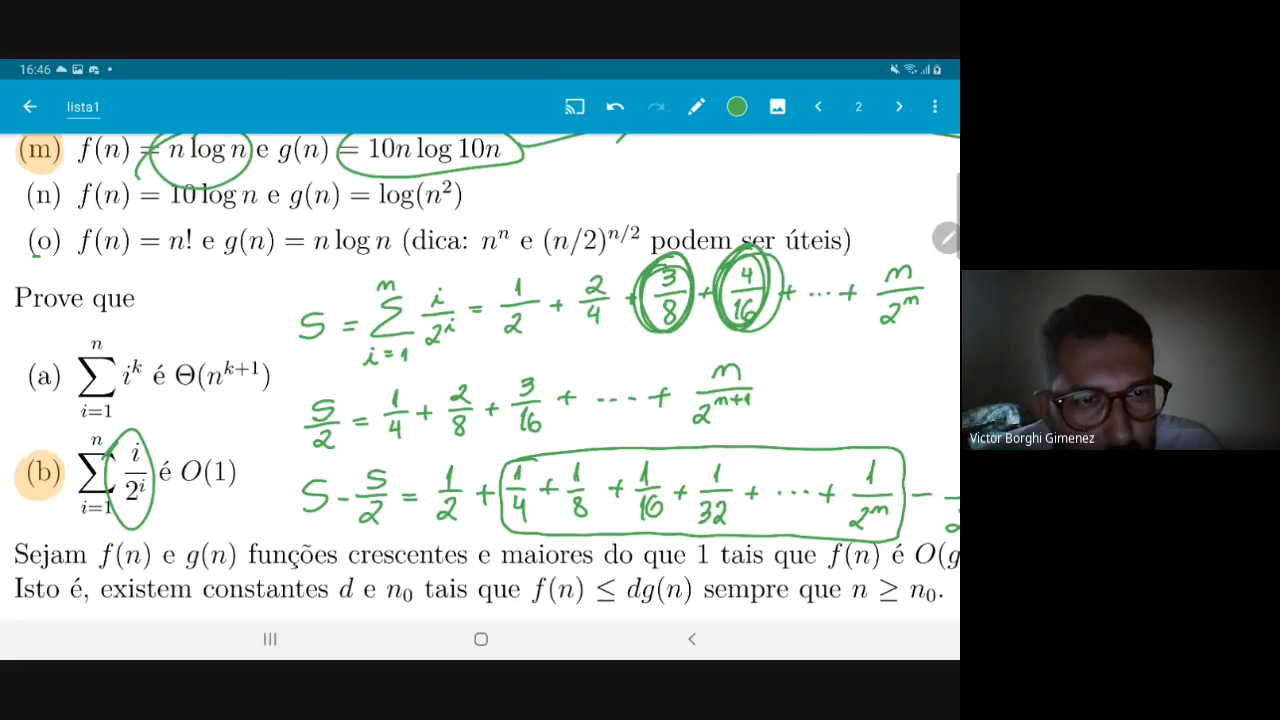 16:46
lista1
2
(m) f(n) = n log n e g(n) = 10n log 10n
(n) f(n) = 10 log n e g(n) = log(n²)
(o) f(n) = n! e g(n) = n log n (dica: nⁿ e (n/2)^{n/2} podem ser úteis)
S = ∑_{i=1}^{n} i/2^i = 1/2 + 2/4 + 3/8 + 4/16 + ... + n/2^n
Prove que
(a) ∑_{i=1}^{n} i^k é Θ(n^{k+1})
S/2 = 1/4 + 2/8 + 3/16 + ... + n/2^{n+1}
(b) ∑_{i=1}^{n} i/2^i é O(1)
S - S/2 = 1/2 + 1/4 + 1/8 + 1/16 + 1/32 + ... + 1/2^n -
Sejam f(n) e g(n) funções crescentes e maiores do que 1 tais que f(n) é O(g
Isto é, existem constantes d e n₀ tais que f(n) ≤ dg(n) sempre que n ≥ n₀.
Victor Borghi Gimenez